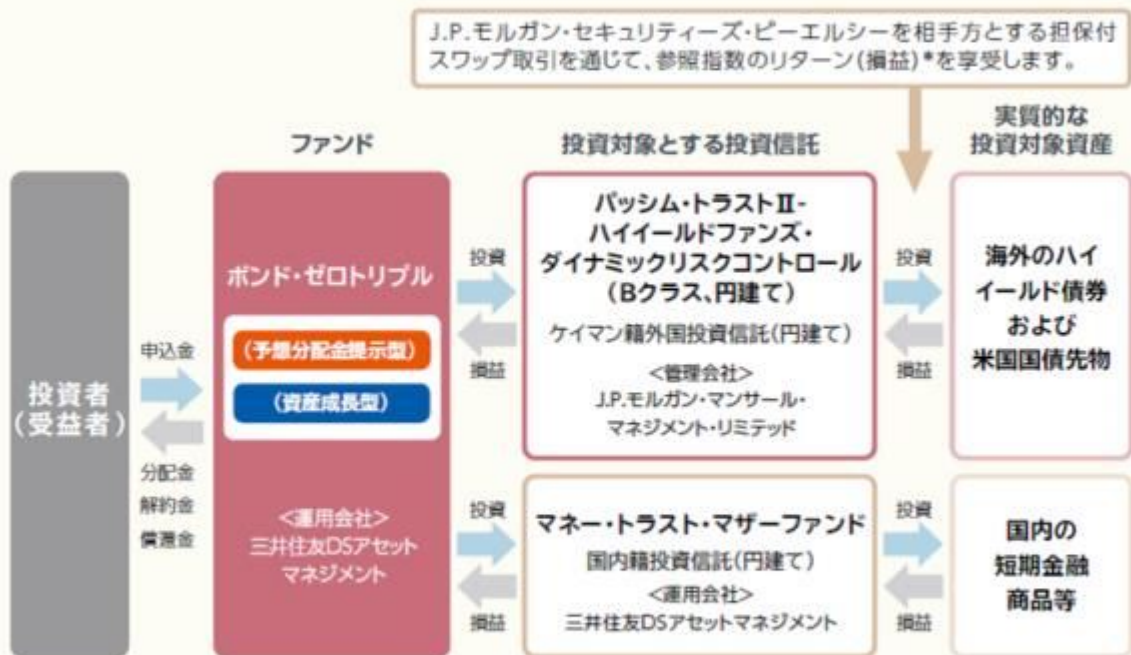 J.P.モルガン・セキュリティーズ・ピーエルシーを相手方とする担保付
スワップ取引を通じて、参照指数のリターン(損益)*を享受します。
ファンド
投資対象とする投資信託
実質的な
投資対象資産
投資者
(受益者)
申込金
分配金
解約金
償還金
ボンド・ゼロトリプル
(予想分配金提示型)
(資産成長型)
<運用会社>
三井住友DSアセット
マネジメント
投資
損益
パッシム・トラストⅡ-
ハイイールドファンズ・
ダイナミックリスクコントロール
(Bクラス、円建て)
ケイマン籍外国投資信託(円建て)
<管理会社>
J.P.モルガン・マンサール・
マネジメント・リミテッド
投資
損益
海外のハイ
イールド債券
および
米国国債先物
投資
損益
マネー・トラスト・マザーファンド
国内籍投資信託(円建て)
<運用会社>
三井住友DSアセットマネジメント
投資
損益
国内の
短期金融
商品等